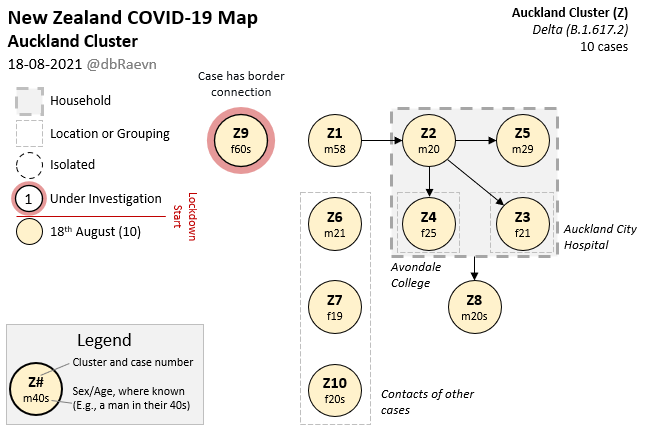 New Zealand COVID-19 Map
Auckland Cluster
18-08-2021 @dbRaevn
Auckland Cluster (Z)
Delta (B.1.617.2)
10 cases
Household
Location or Grouping
Isolated
1 Under Investigation
Lockdown
Start
18th August (10)
Case has border
connection
Z9
f60s
Z1
m58
Z2
m20
Z5
m29
Z6
m21
Z4
f25
Z3
f21
Auckland City
Hospital
Avondale
College
Z7
f19
Z8
m20s
Z10
f20s
Contacts of other
cases
Legend
Cluster and case number
Z#
m40s
Sex/Age, where known
(E.g., a man in their 40s)